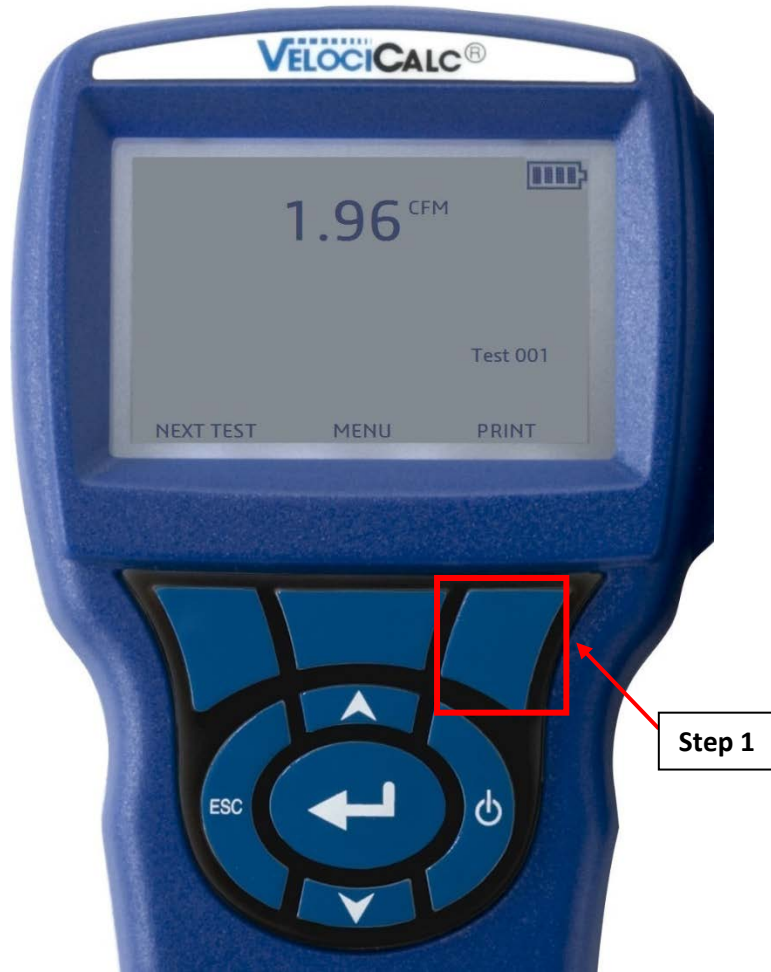 VELOCICALC®
1.96 CFM
Test 001
NEXT TEST MENU PRINT
Step 1
ESC